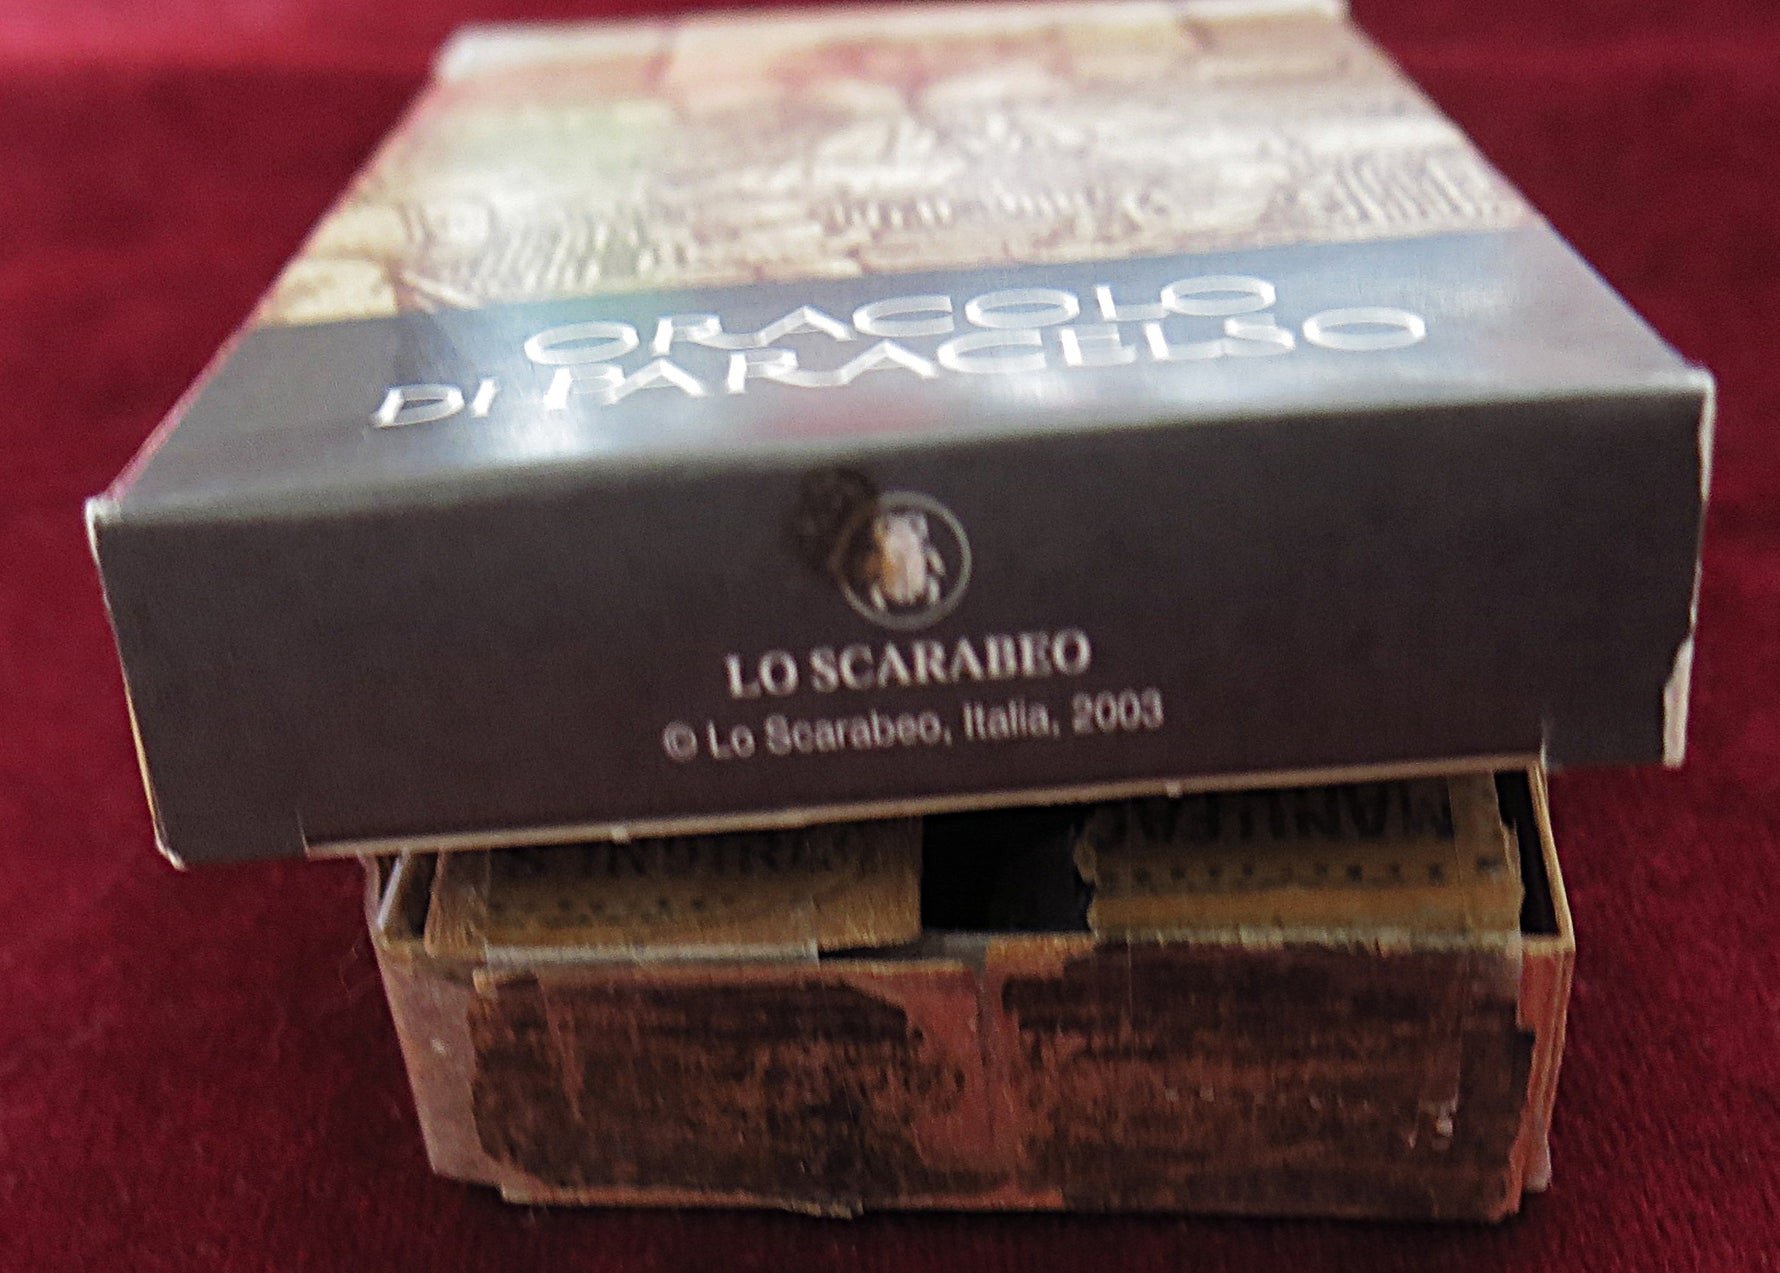 ORACOLO
DI PARACELSO
LO SCARABEO
© Lo Scarabeo, Italia, 2003